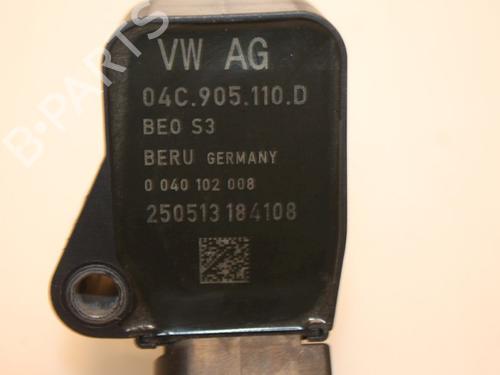 VW AG
04C.905.110.D
BEO S3
BERU GERMANY
0 040 102 008
250513 184108
B-PARTS